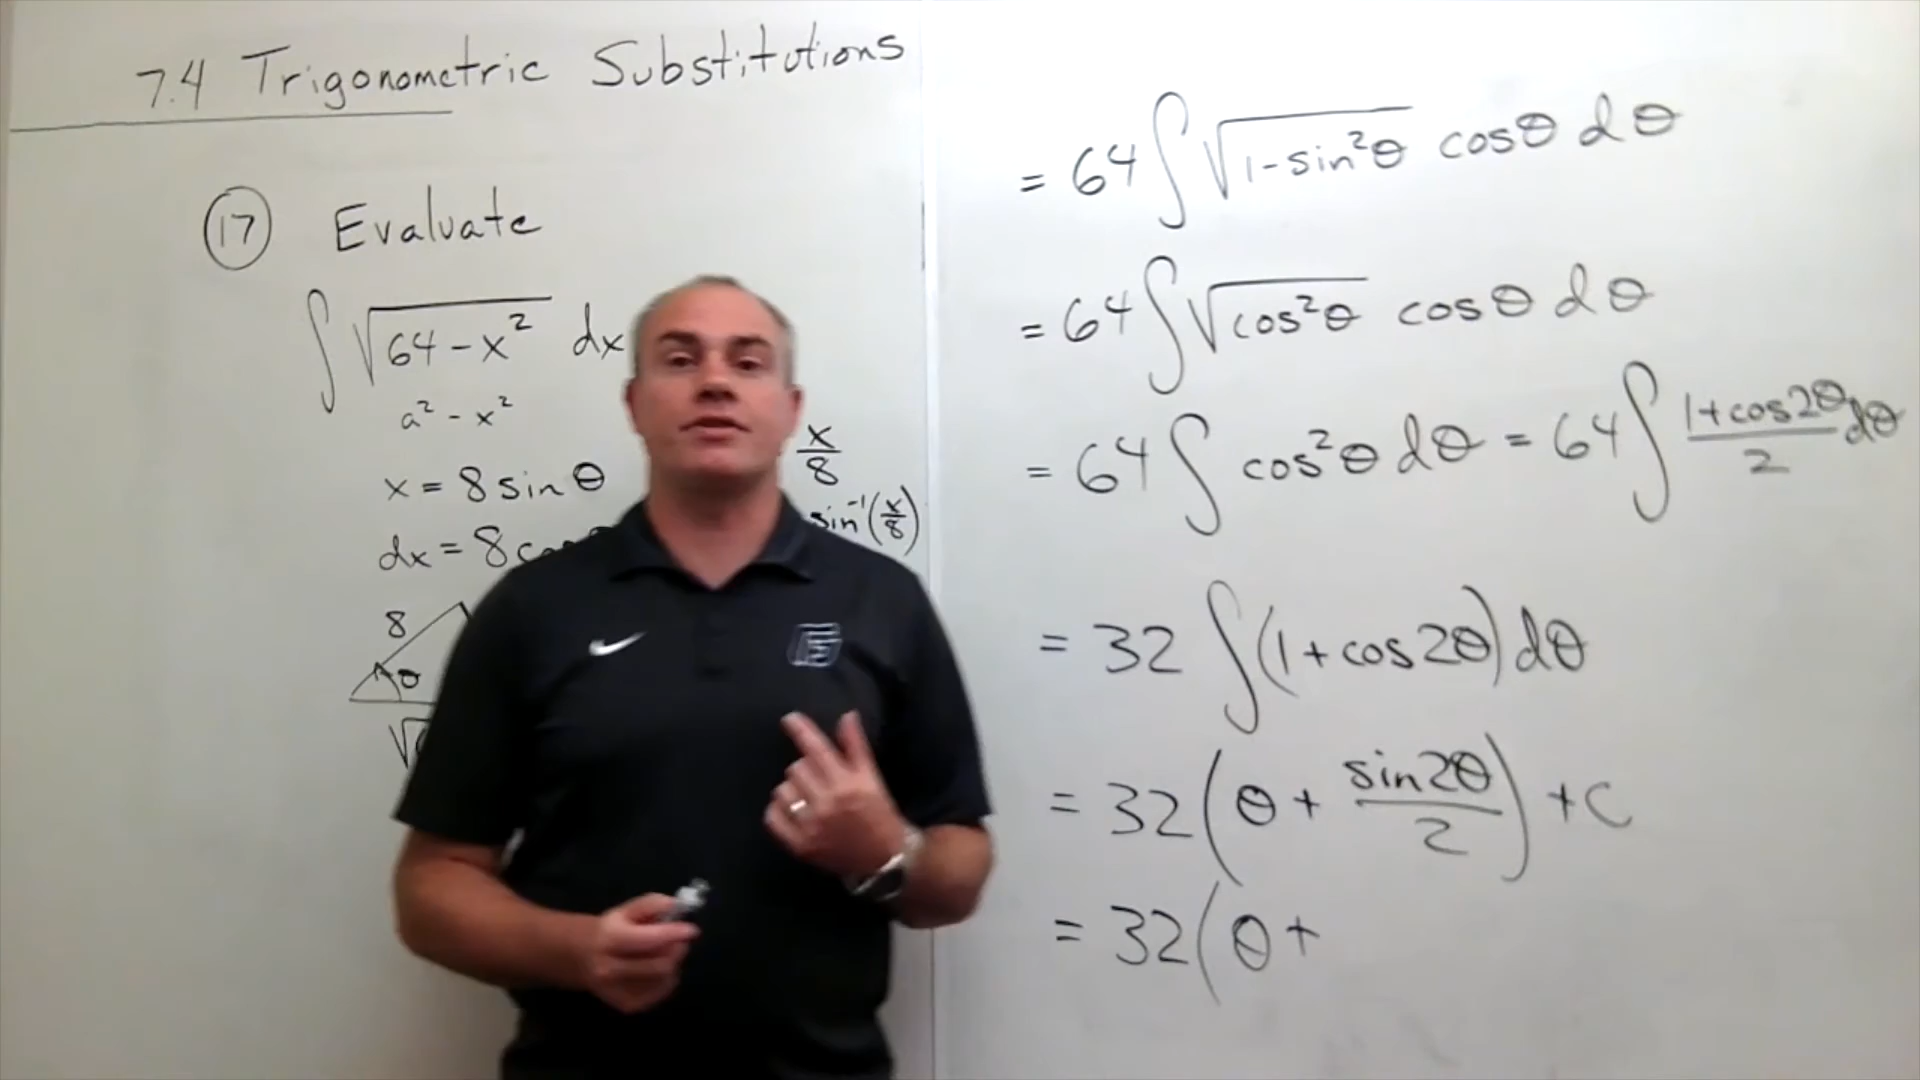 7.4 Trigonometric Substitutions
17 Evaluate
∫ √(64 - x²) dx
a² - x²
x = 8 sin θ
x/8
dx = 8
sin⁻¹(x/8)
8
θ
√
= 64 ∫ √(1 - sin²θ) cosθ dθ
= 64 ∫ √(cos²θ) cosθ dθ
= 64 ∫ cos²θ dθ = 64 ∫ (1 + cos2θ)/2 dθ
= 32 ∫ (1 + cos2θ) dθ
= 32 (θ + sin2θ/2) + C
= 32 (θ +